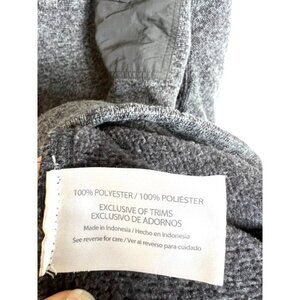 100% POLYESTER / 100% POLIÉSTER
EXCLUSIVE OF TRIMS
EXCLUSIVO DE ADORNOS
Made in Indonesia / Hecho en Indonesia
See reverse for care / Ver al reverso para cuidado